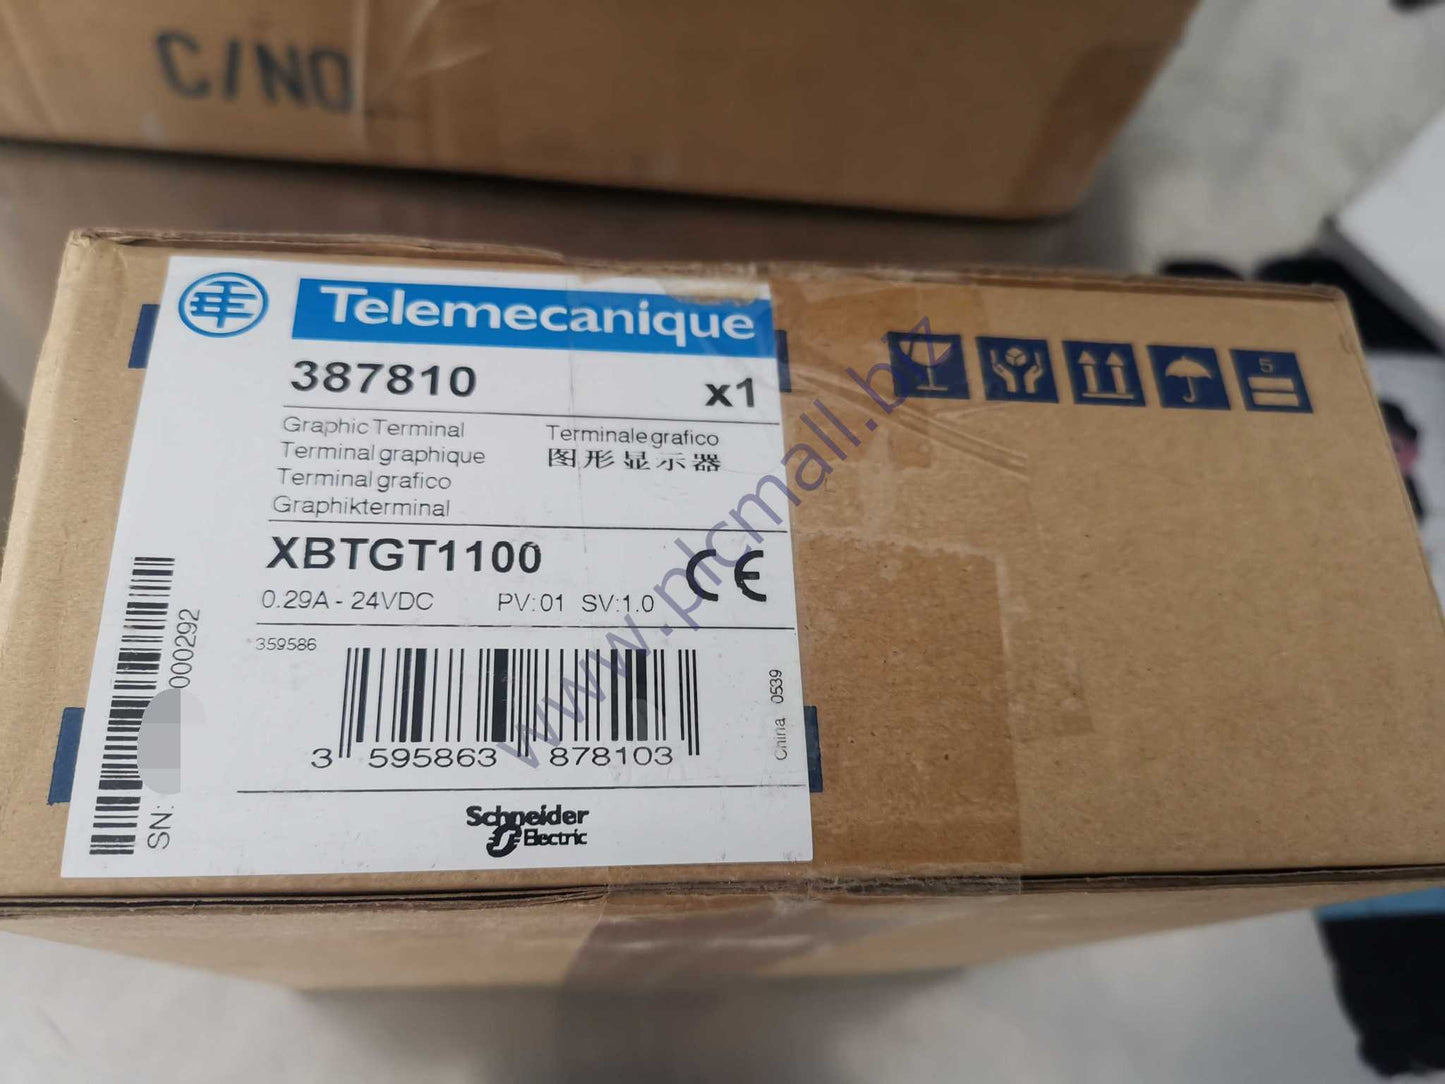 C/NO
Telemecanique
387810
x1
Graphic Terminal
Terminal graphique
Terminal grafico
Graphikterminal
Terminale grafico
图形显示器
XBTGT1100
0.29A - 24VDC
PV:01 SV:1.0
CE
359586
3 595863 878103
China 0539
SN:
000292
Schneider
Electric
5
www.plcmall.biz